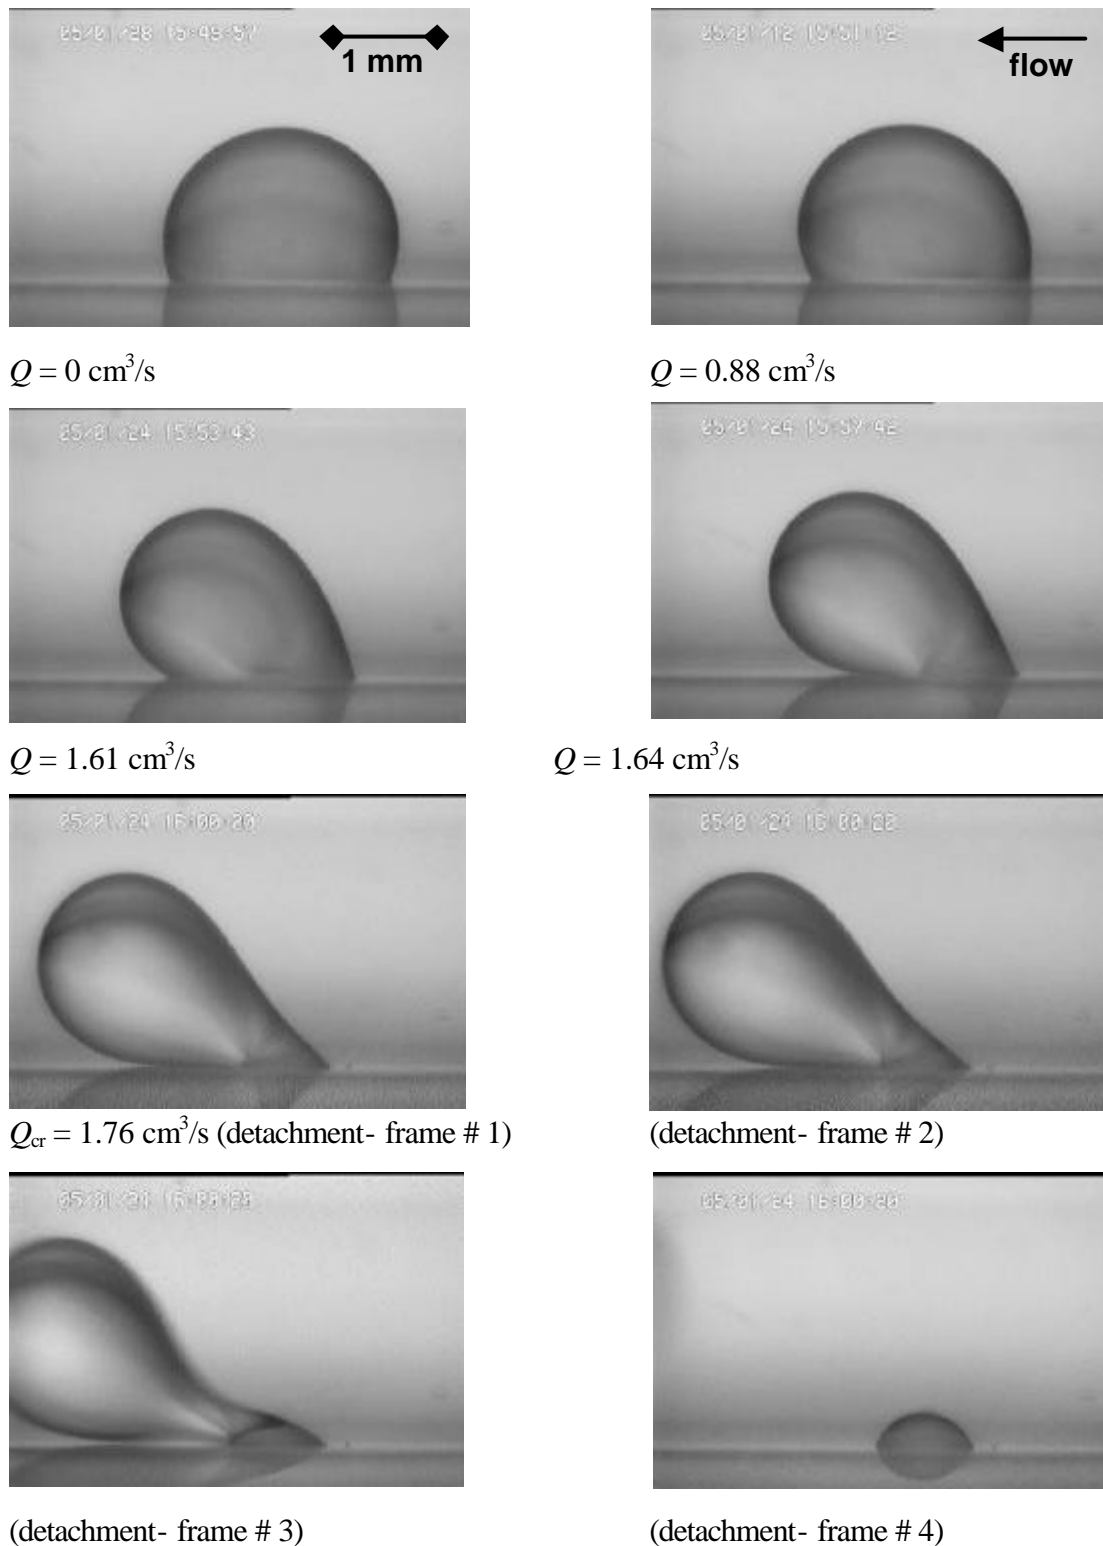 1 mm
flow
Q = 0 cm³/s
Q = 0.88 cm³/s
Q = 1.61 cm³/s
Q = 1.64 cm³/s
Q_cr = 1.76 cm³/s (detachment- frame # 1)
(detachment- frame # 2)
(detachment- frame # 3)
(detachment- frame # 4)